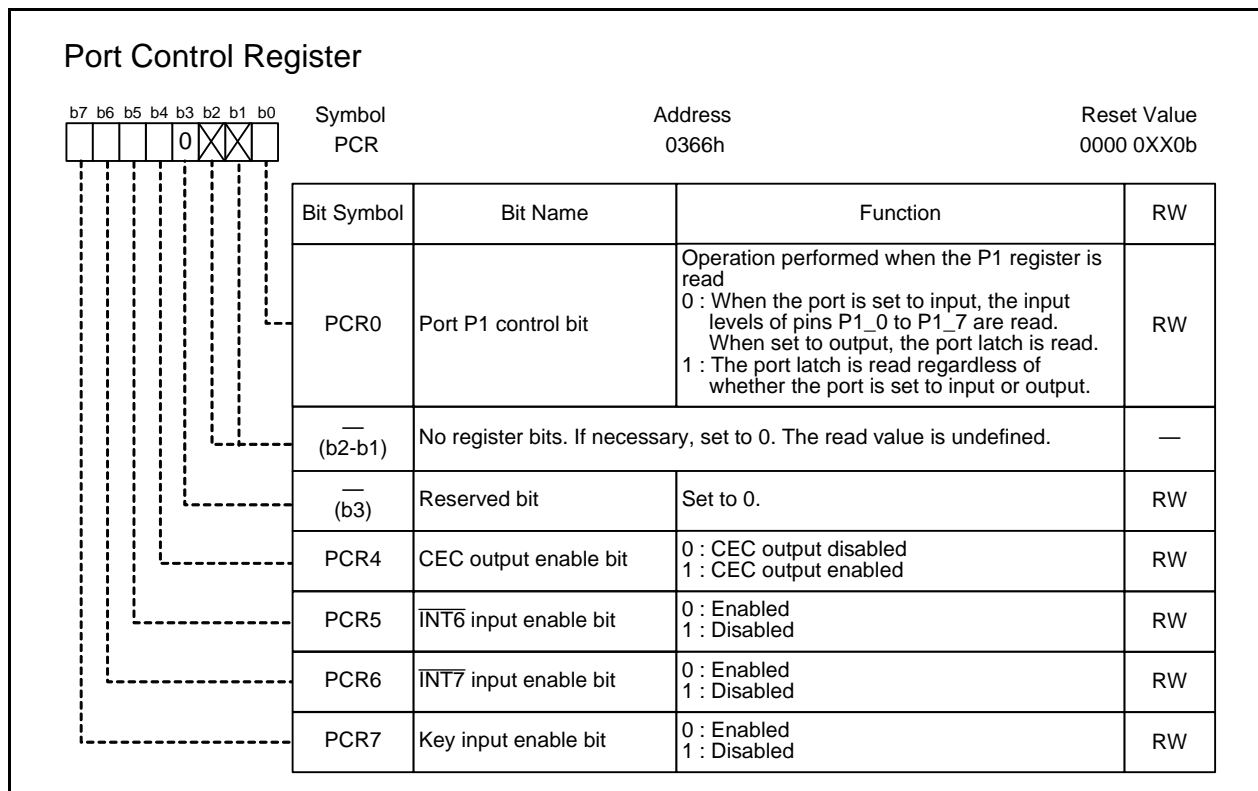 Port Control Register
b7 b6 b5 b4 b3 b2 b1 b0
Symbol Address Reset Value
0
PCR 0366h 0000 0XX0b
Bit Symbol Bit Name Function RW
PCR0 Port P1 control bit
Operation performed when the P1 register is
read
0 : When the port is set to input, the input
levels of pins P1_0 to P1_7 are read.
When set to output, the port latch is read.
1 : The port latch is read regardless of
whether the port is set to input or output.
RW
—
(b2-b1)
No register bits. If necessary, set to 0. The read value is undefined.
—
—
(b3)
Reserved bit Set to 0. RW
PCR4 CEC output enable bit
0 : CEC output disabled
1 : CEC output enabled
RW
PCR5 I̅N̅T̅6̅ input enable bit
0 : Enabled
1 : Disabled
RW
PCR6 I̅N̅T̅7̅ input enable bit
0 : Enabled
1 : Disabled
RW
PCR7 Key input enable bit
0 : Enabled
1 : Disabled
RW